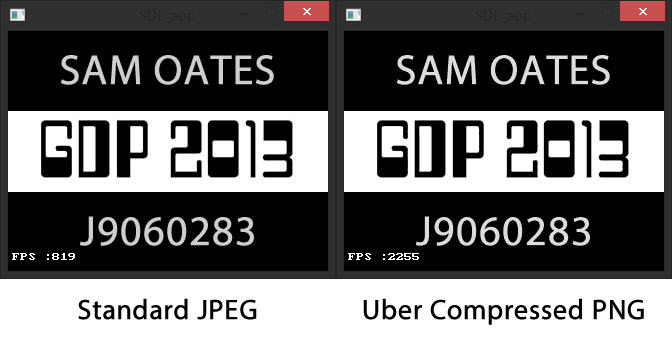 SDL_app
SAM OATES
GDP 2013
J9060283
FPS :819
Standard JPEG
SDL_app
SAM OATES
GDP 2013
J9060283
FPS :2255
Uber Compressed PNG